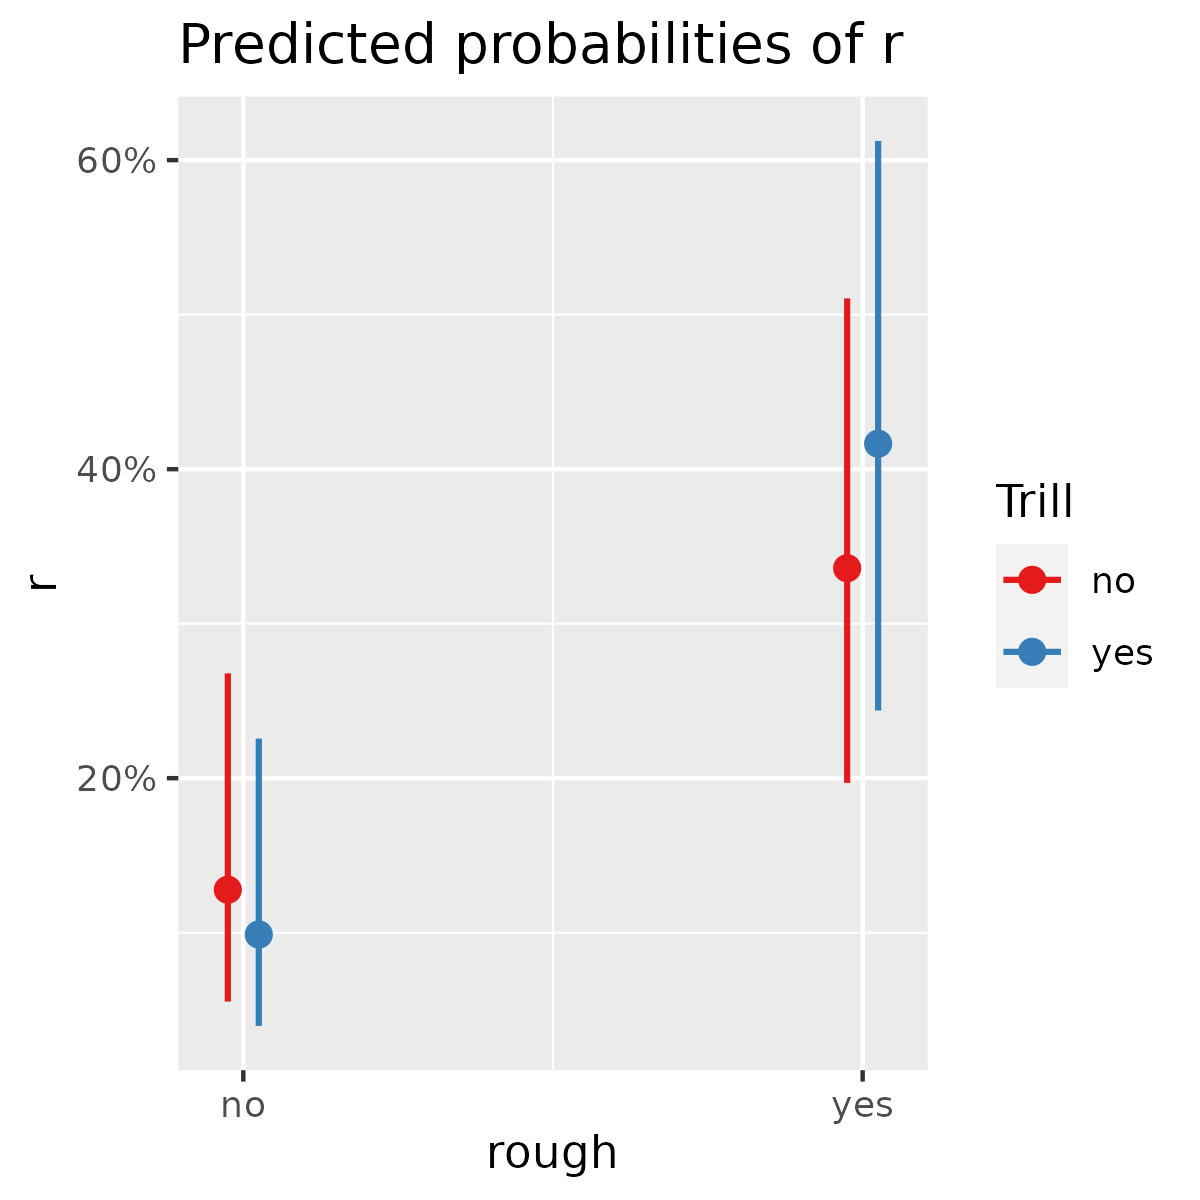 Predicted probabilities of r
60%
40%
20%
r
no
yes
rough
Trill
no
yes